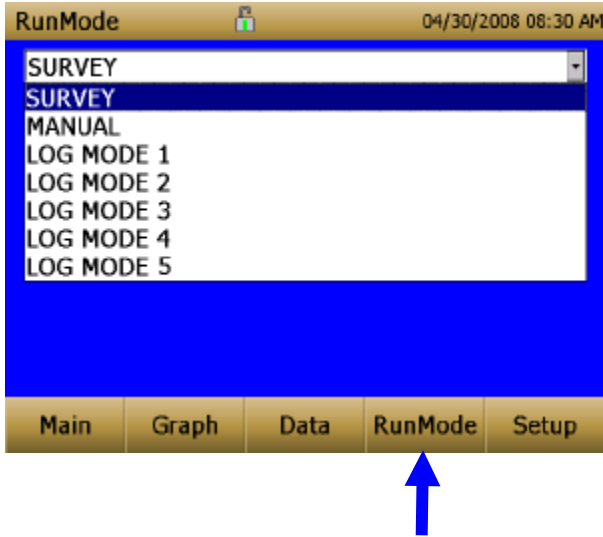 RunMode 04/30/2008 08:30 AM
SURVEY
SURVEY
MANUAL
LOG MODE 1
LOG MODE 2
LOG MODE 3
LOG MODE 4
LOG MODE 5
Main Graph Data RunMode Setup